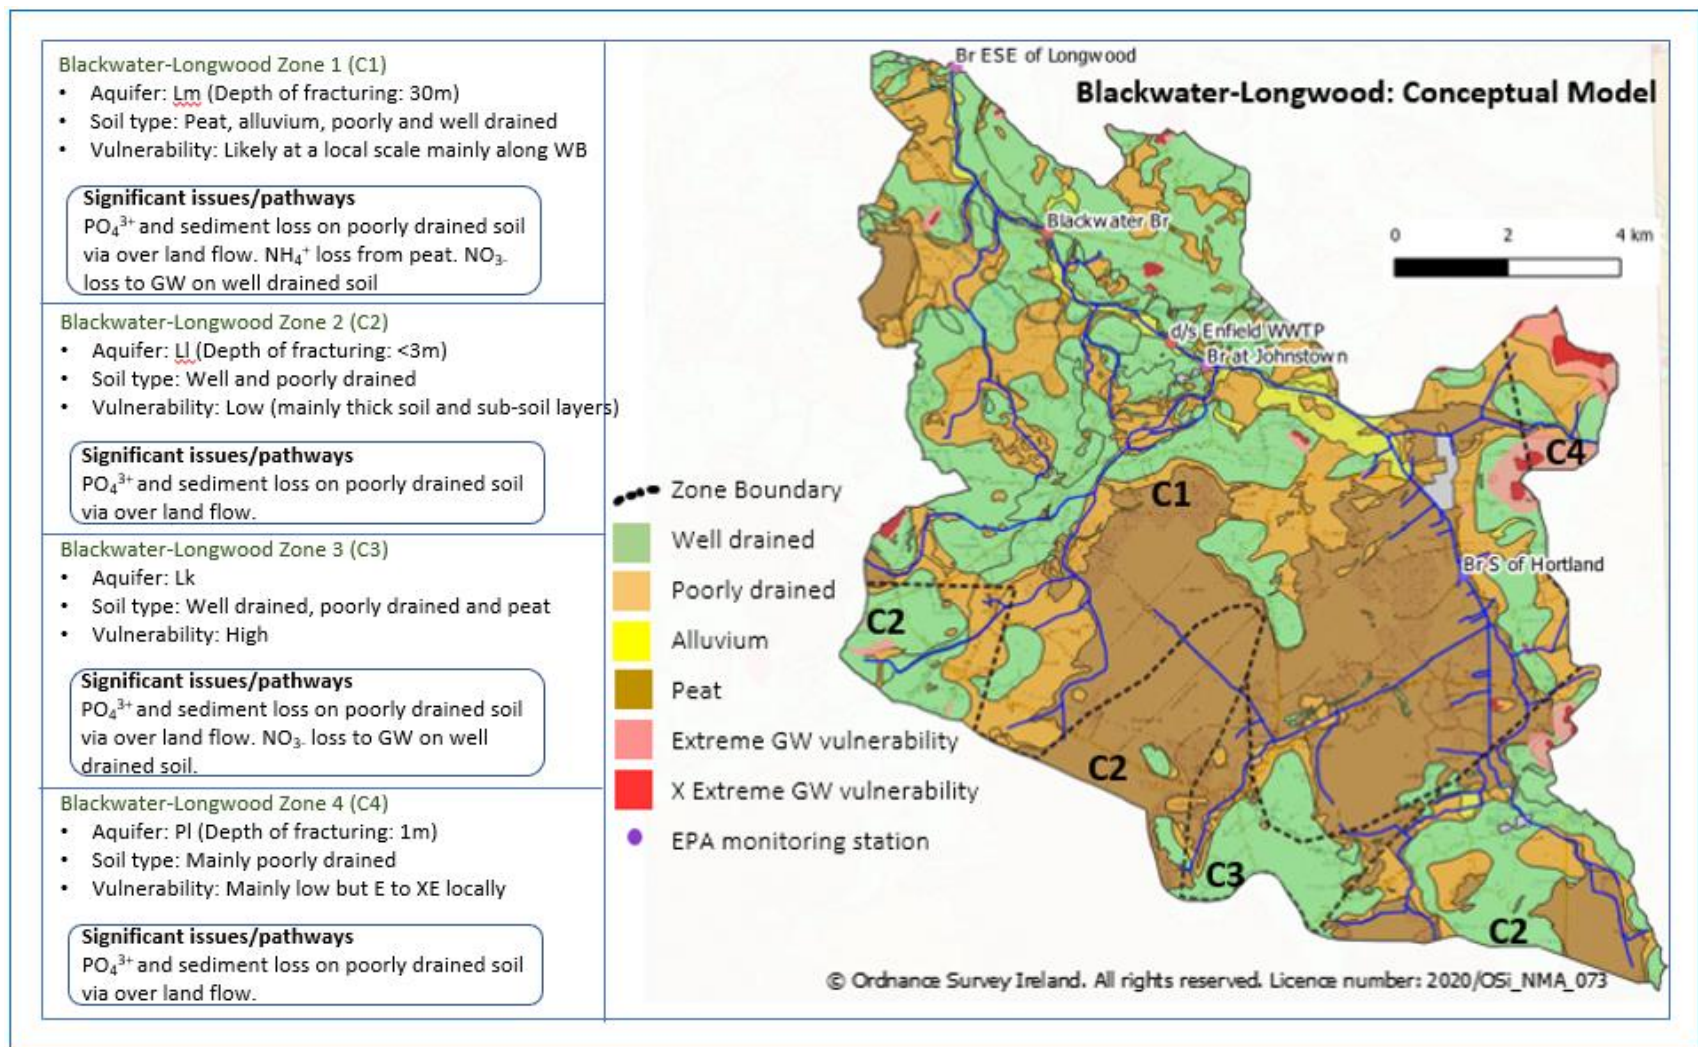 Blackwater-Longwood Zone 1 (C1)
• Aquifer: Lm (Depth of fracturing: 30m)
• Soil type: Peat, alluvium, poorly and well drained
• Vulnerability: Likely at a local scale mainly along WB
Significant issues/pathways
PO₄³⁺ and sediment loss on poorly drained soil
via over land flow. NH₄⁺ loss from peat. NO₃₋
loss to GW on well drained soil
Blackwater-Longwood Zone 2 (C2)
• Aquifer: Ll (Depth of fracturing: <3m)
• Soil type: Well and poorly drained
• Vulnerability: Low (mainly thick soil and sub-soil layers)
Significant issues/pathways
PO₄³⁺ and sediment loss on poorly drained soil
via over land flow.
Blackwater-Longwood Zone 3 (C3)
• Aquifer: Lk
• Soil type: Well drained, poorly drained and peat
• Vulnerability: High
Significant issues/pathways
PO₄³⁺ and sediment loss on poorly drained soil
via over land flow. NO₃₋ loss to GW on well
drained soil.
Blackwater-Longwood Zone 4 (C4)
• Aquifer: Pl (Depth of fracturing: 1m)
• Soil type: Mainly poorly drained
• Vulnerability: Mainly low but E to XE locally
Significant issues/pathways
PO₄³⁺ and sediment loss on poorly drained soil
via over land flow.
Blackwater-Longwood: Conceptual Model
Br ESE of Longwood
Blackwater Br
0 2 4 km
d/s Enfield WWTP
Br at Johnstown
C4
C1
Br S of Hortland
C2
C2
C3
C2
Zone Boundary
Well drained
Poorly drained
Alluvium
Peat
Extreme GW vulnerability
X Extreme GW vulnerability
EPA monitoring station
© Ordnance Survey Ireland. All rights reserved. Licence number: 2020/OSi_NMA_073